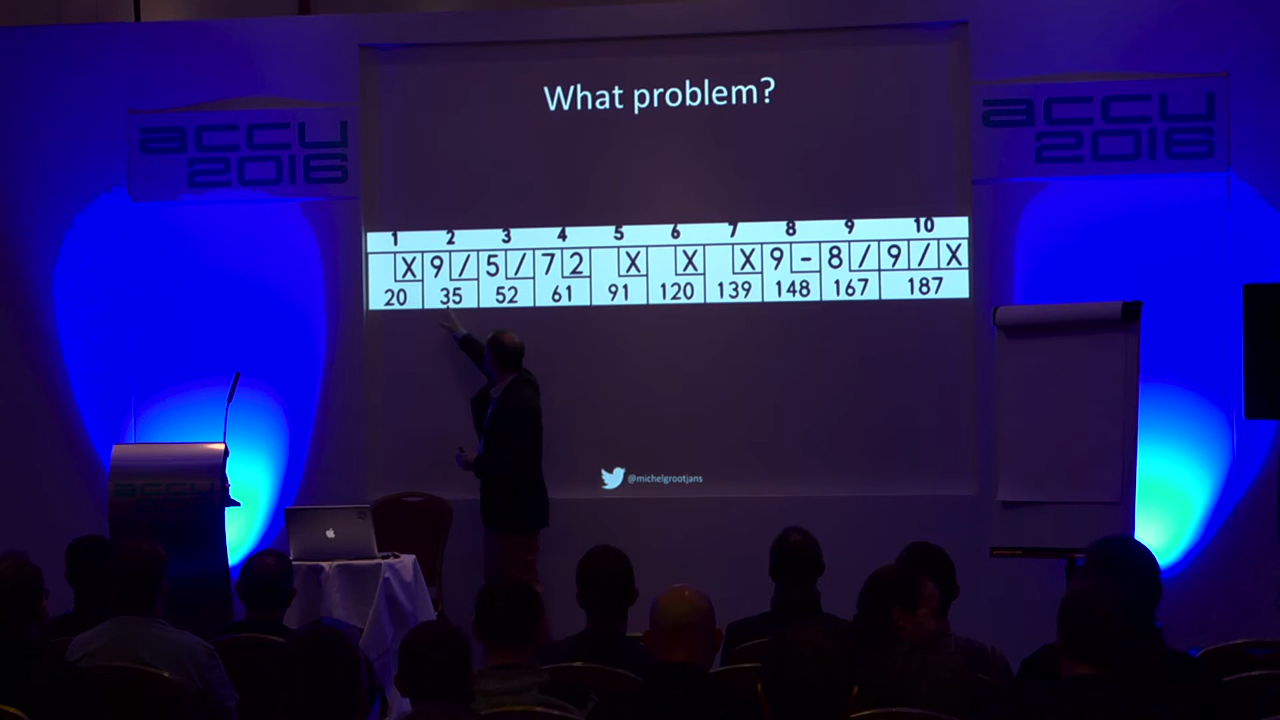 What problem?
accu
2016
accu
2016
1 2 3 4 5 6 7 8 9 10
X 9 / 5 / 7 2 X X X 9 - 8 / 9 / X
20 35 52 61 91 120 139 148 167 187
@michelgrootjans
accu